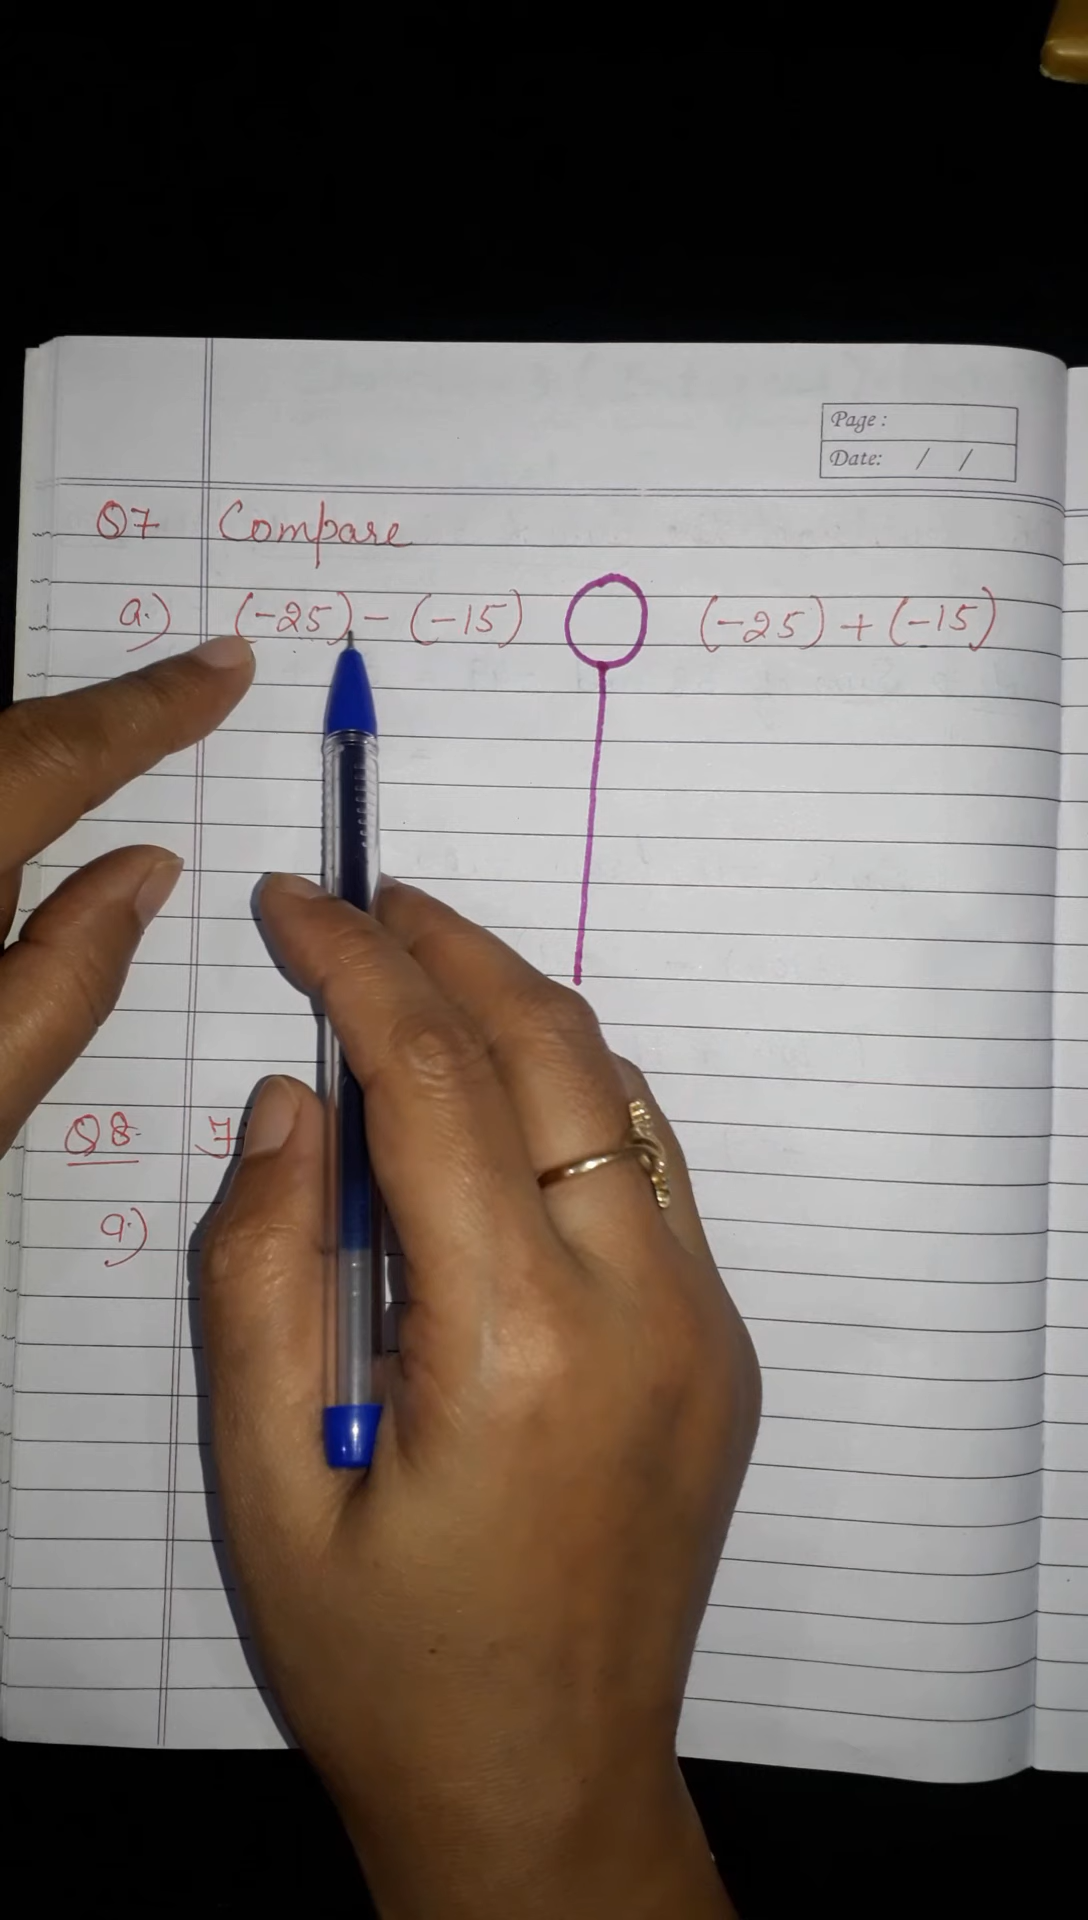 Page :
Date: / /
Q7 Compare
a.) (-25) - (-15) ◯ (-25) + (-15)
Q8.
a.)